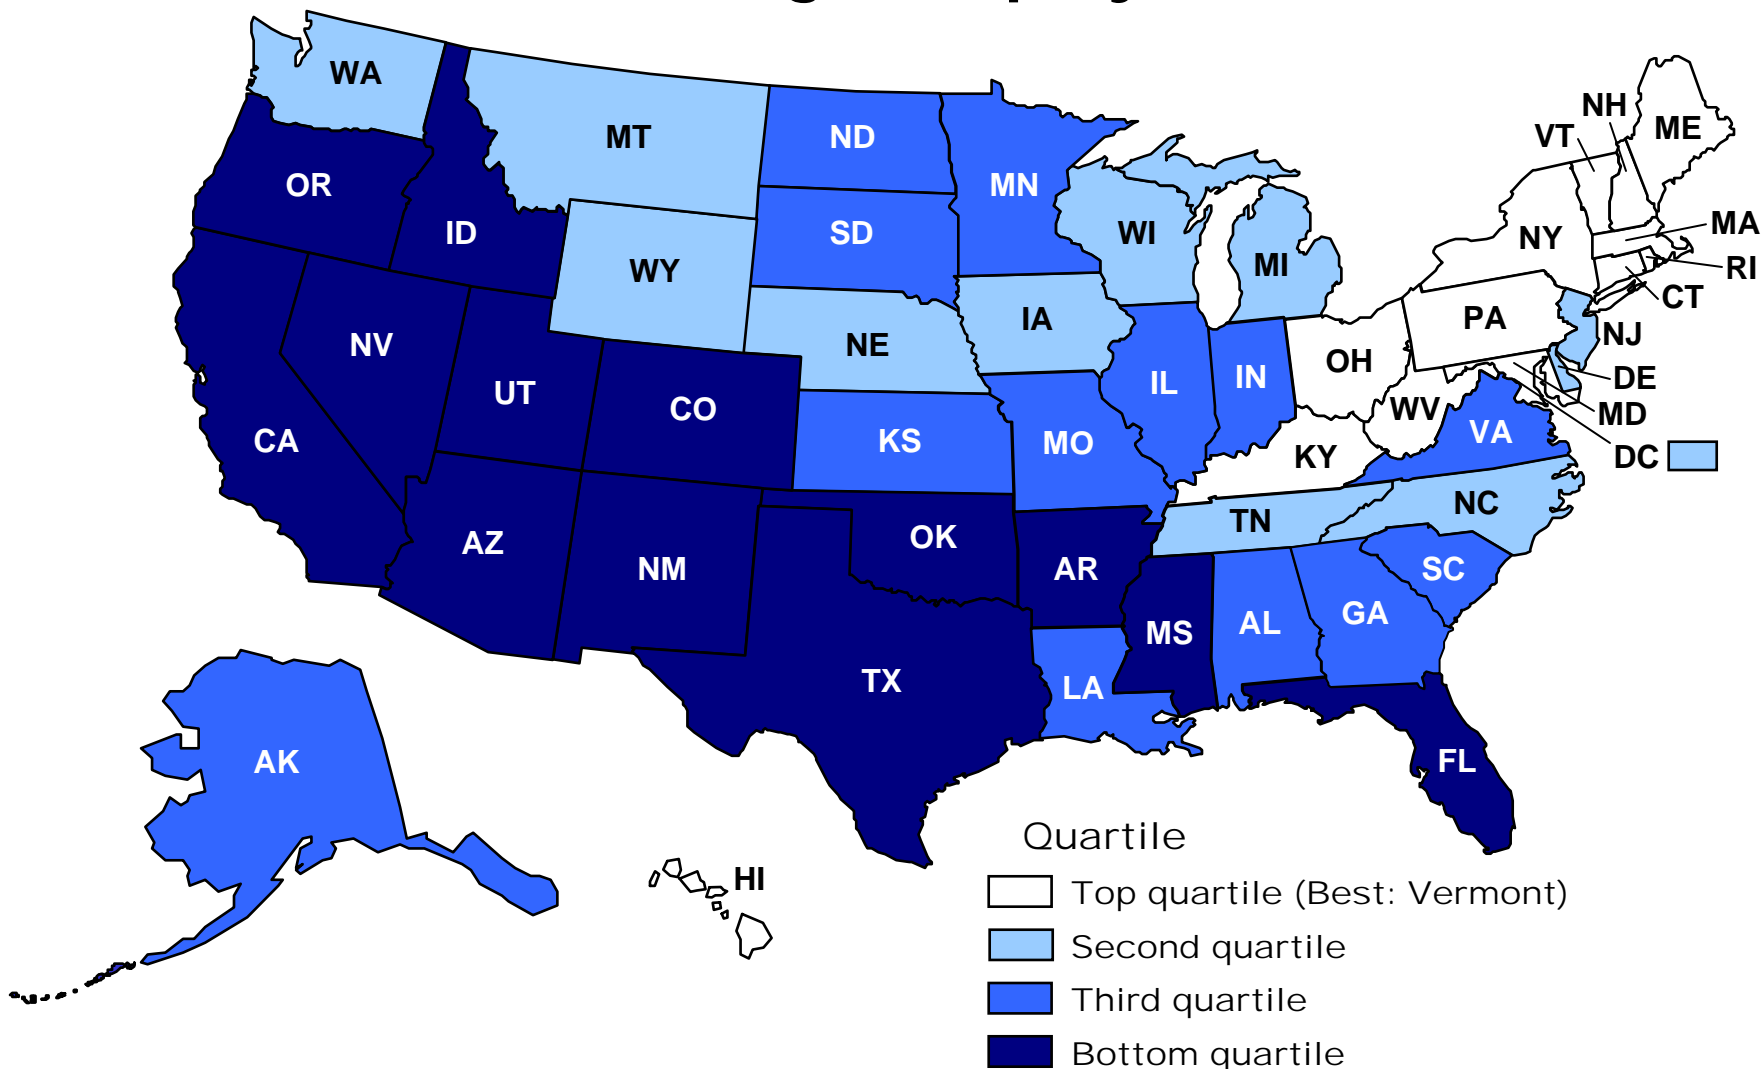 WA
MT
ND
MN
OR
ID
SD
WI
MI
NH
VT
ME
NY
MA
RI
CT
WY
IA
NE
PA
NJ
OH
NV
UT
CO
IL
IN
DE
MD
WV
CA
KS
MO
VA
KY
DC
NC
TN
AZ
NM
OK
AR
SC
GA
AL
MS
TX
LA
FL
AK
HI
Quartile
Top quartile (Best: Vermont)
Second quartile
Third quartile
Bottom quartile